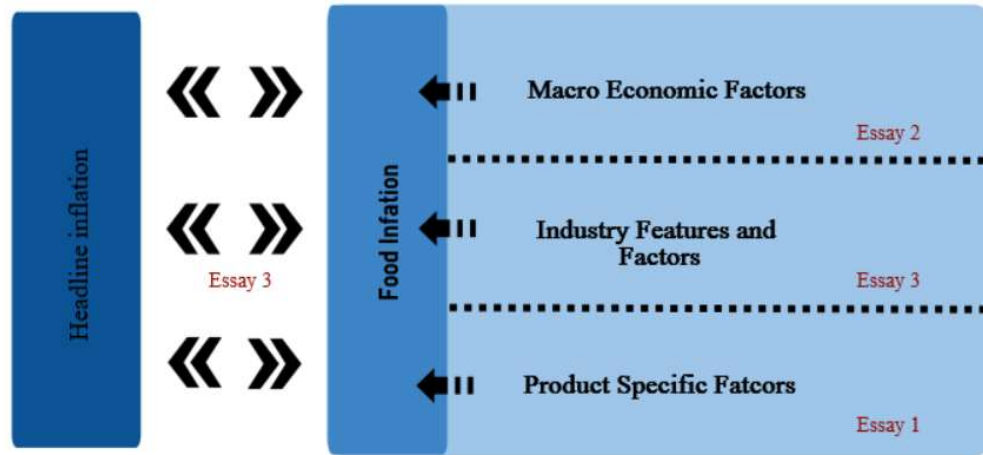 Headline inflation
Essay 3
Food Infation
Macro Economic Factors
Essay 2
Industry Features and
Factors
Essay 3
Product Specific Fatcors
Essay 1